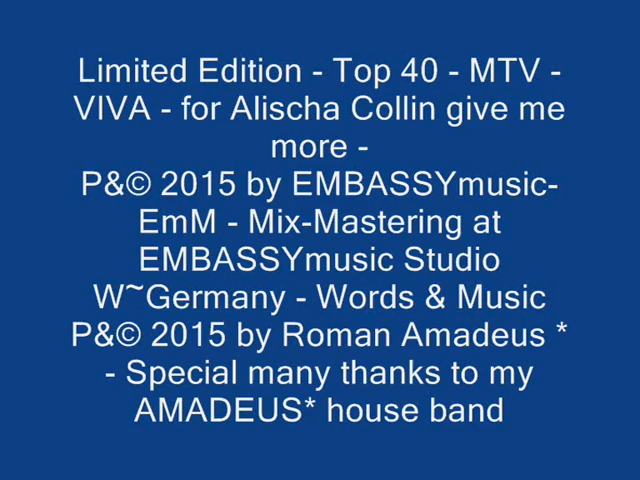 Limited Edition - Top 40 - MTV -
VIVA - for Alischa Collin give me
more -
P&© 2015 by EMBASSYmusic-
EmM - Mix-Mastering at
EMBASSYmusic Studio
W~Germany - Words & Music
P&© 2015 by Roman Amadeus *
- Special many thanks to my
AMADEUS* house band